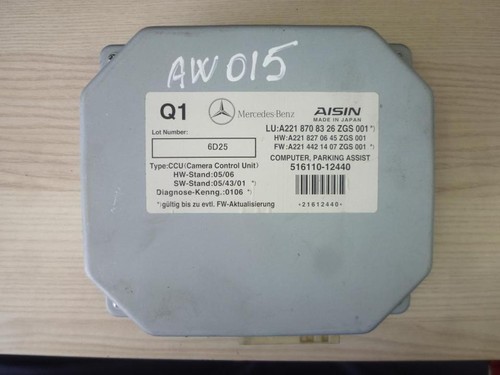 AW015
Q1
Mercedes-Benz
AISIN
MADE IN JAPAN
Lot Number:
6D25
LU:A221 870 83 26 ZGS 001 *)
HW:A221 827 06 45 ZGS 001
FW:A221 442 14 07 ZGS 001 *)
Type:CCU(Camera Control Unit)
HW-Stand:05/06
SW-Stand:05/43/01 *)
Diagnose-Kenng.:0106 *)
*)gültig bis zu evtl. FW-Aktualisierung
COMPUTER, PARKING ASSIST
516110-12440
*21612440*